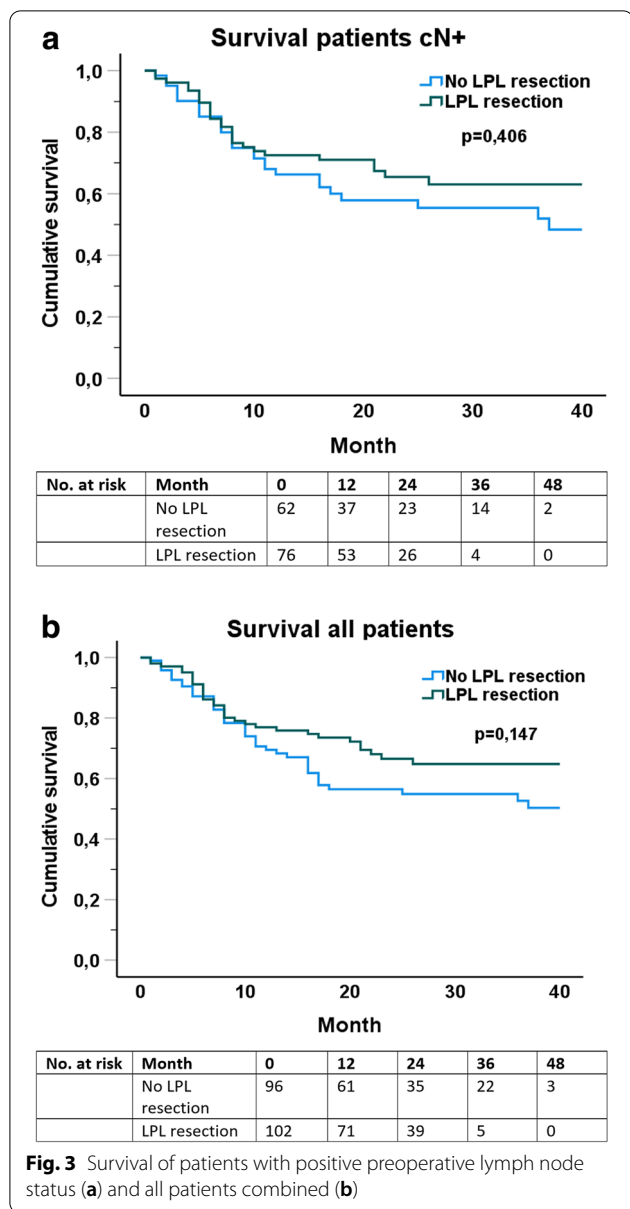 a
Survival patients cN+
No LPL resection
LPL resection
p=0,406
Cumulative survival
1,0
0,8
0,6
0,4
0,2
0,0
0 10 20 30 40
Month
No. at risk Month 0 12 24 36 48
No LPL resection 62 37 23 14 2
LPL resection 76 53 26 4 0
b
Survival all patients
No LPL resection
LPL resection
p=0,147
Cumulative survival
1,0
0,8
0,6
0,4
0,2
0,0
0 10 20 30 40
Month
No. at risk Month 0 12 24 36 48
No LPL resection 96 61 35 22 3
LPL resection 102 71 39 5 0
Fig. 3 Survival of patients with positive preoperative lymph node
status (a) and all patients combined (b)